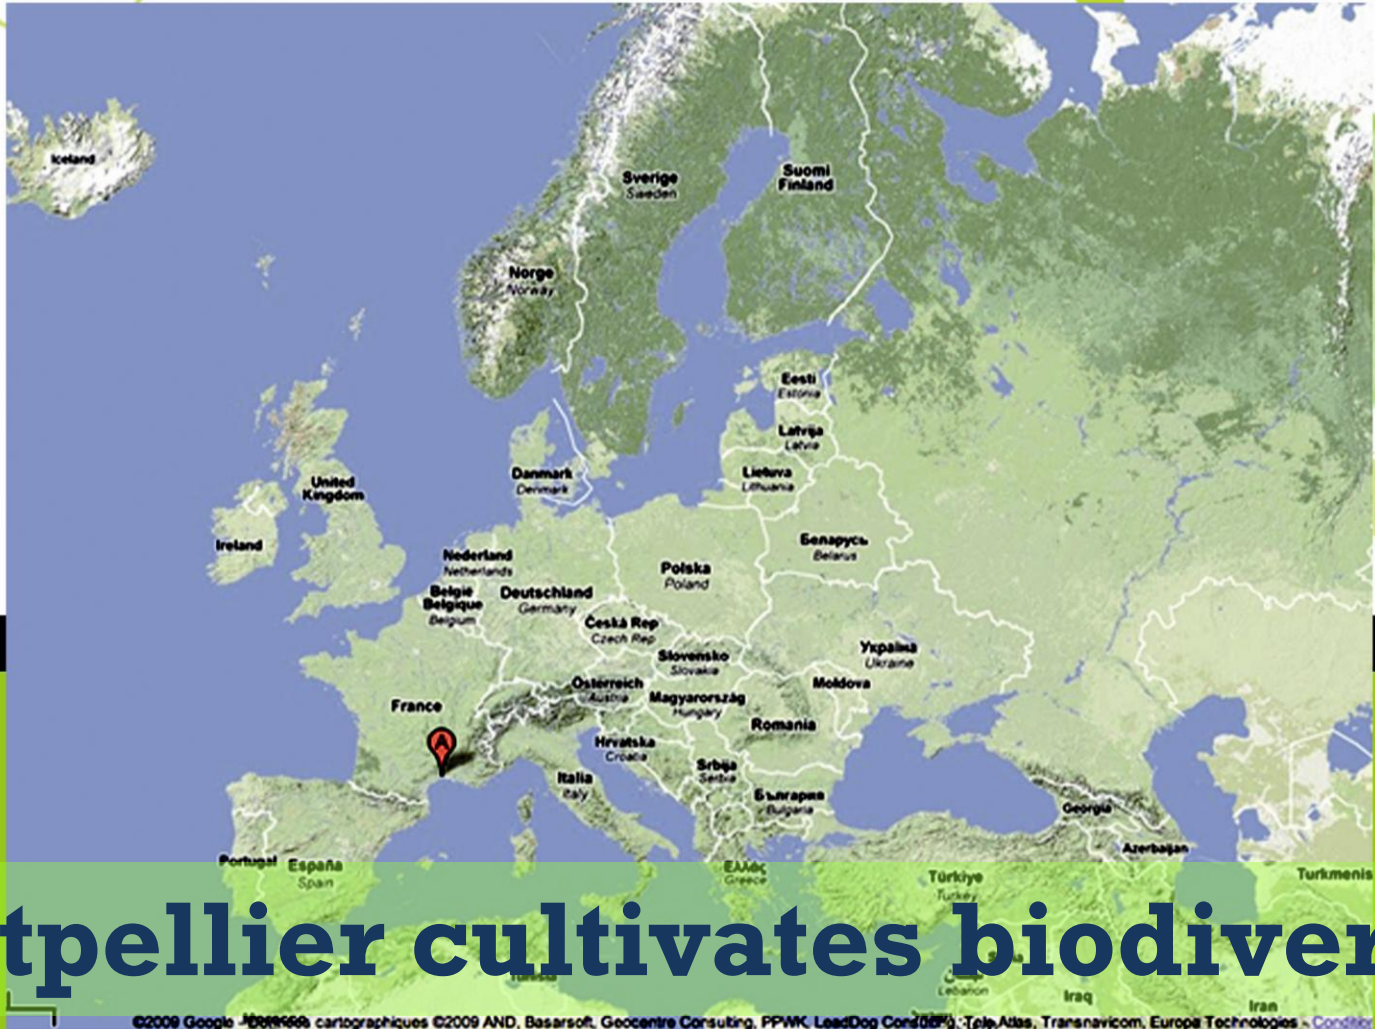 Iceland
Sverige
Sweden
Suomi
Finland
Norge
Norway
Eesti
Estonia
Latvija
Latvia
Danmark
Denmark
Lietuva
Lithuania
United
Kingdom
Ireland
Беларусь
Belarus
Nederland
Netherlands
Polska
Poland
België
Belgique
Belgium
Deutschland
Germany
Česká Rep
Czech Rep
Україна
Ukraine
Slovensko
Slovakia
Österreich
Austria
Moldova
Magyarország
Hungary
France
Romania
A
Hrvatska
Croatia
Srbija
Serbia
Italia
Italy
България
Bulgaria
Georgia
Azerbaijan
Portugal
España
Spain
Ελλάς
Greece
Türkiye
Turkey
Turkmenis
tpellier cultivates biodiver
Tunisia
Lebanon
Iraq
Iran
©2009 Google - Données cartographiques ©2009 AND, Basarsoft, Geocentre Consulting, PPWK, LeadDog Consulting, Tele Atlas, Transnavicom, Europa Technologies -